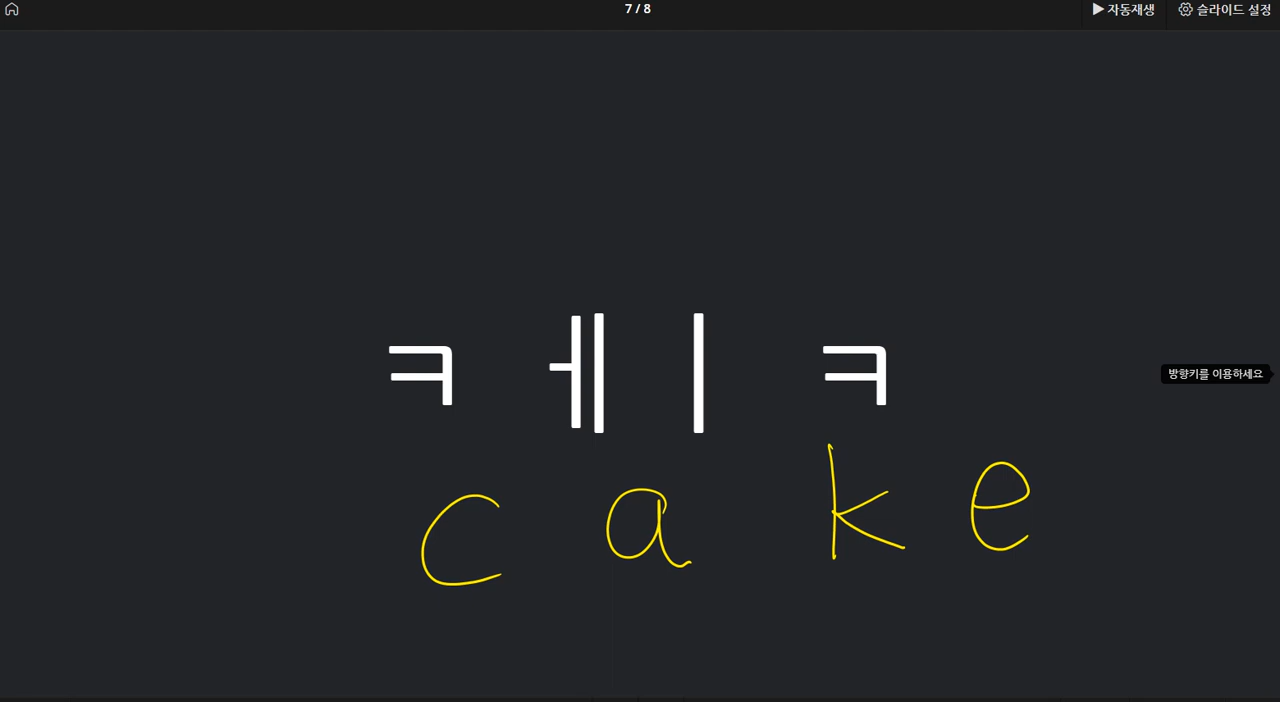 7 / 8
▶ 자동재생
슬라이드 설정
ㅋ ㅔ ㅣ ㅋ
방향키를 이용하세요
c a k e